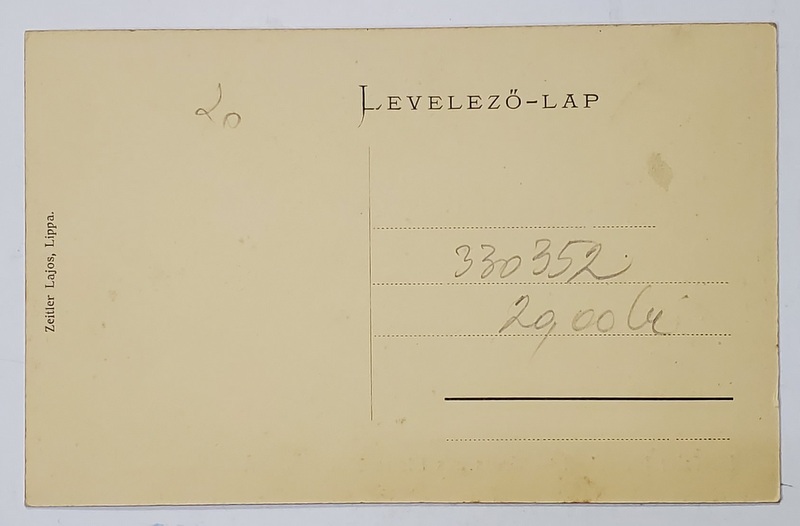 20
LEVELEZŐ-LAP
Zeitler Lajos, Lippa.
330352
29,00 lei